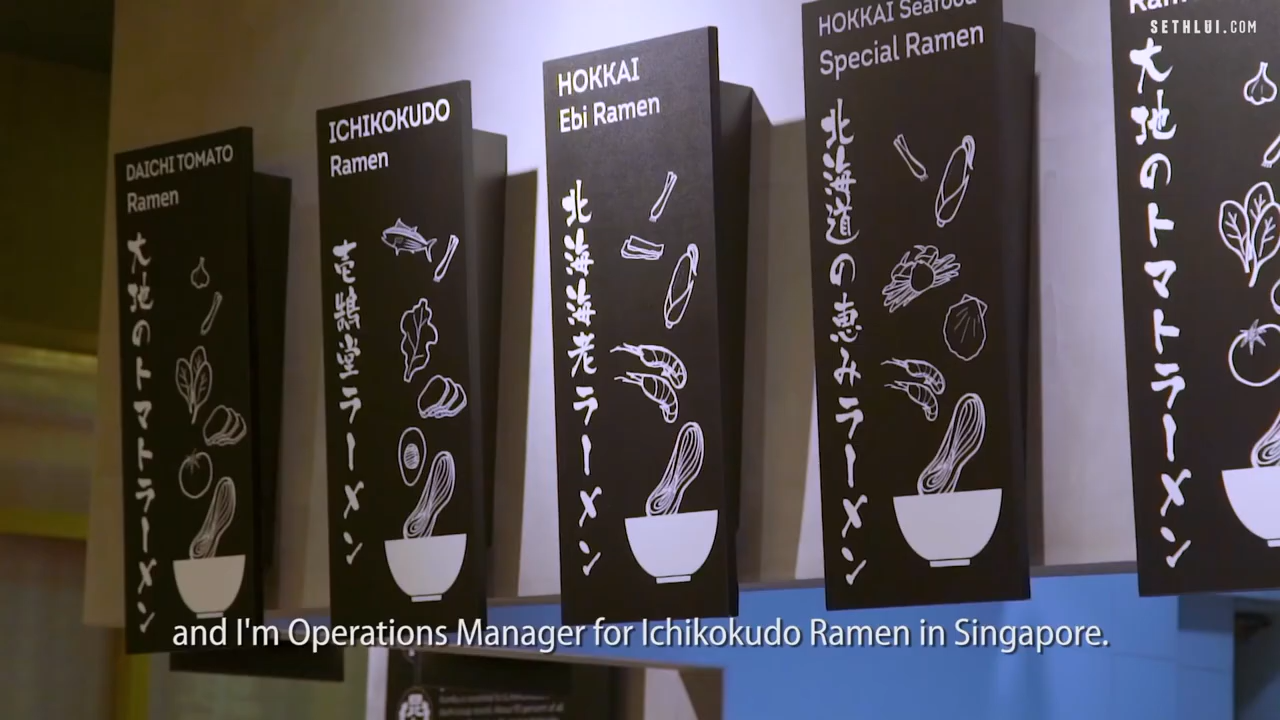 SETHLUI.COM
DAICHI TOMATO
Ramen
大地のトマトラーメン
ICHIKOKUDO
Ramen
壱鵠堂ラーメン
HOKKAI
Ebi Ramen
北海海老ラーメン
HOKKAI Seafood
Special Ramen
北海道の恵みラーメン
大地のトマトラーメン
and I'm Operations Manager for Ichikokudo Ramen in Singapore.